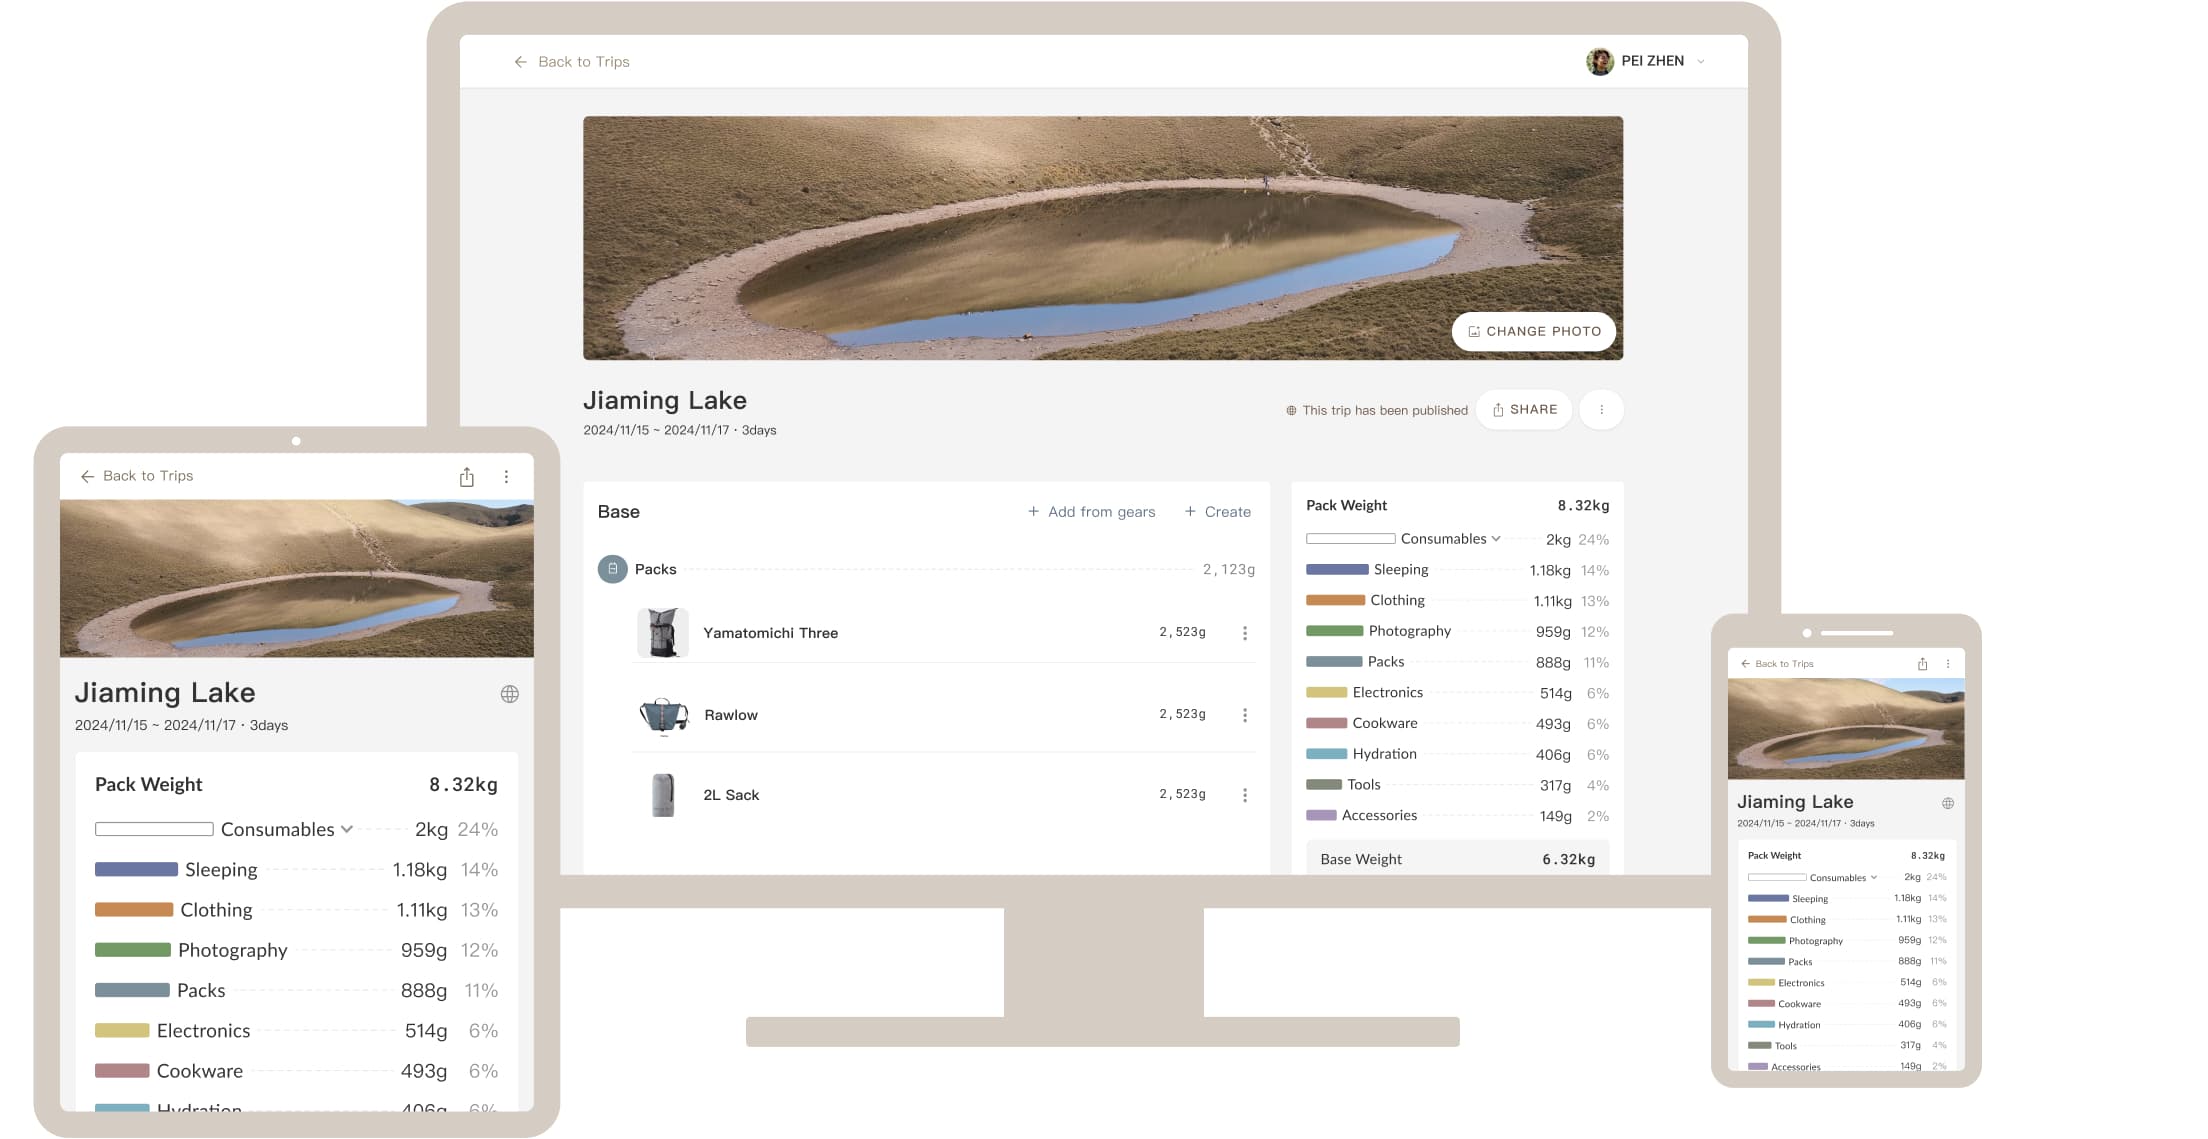 Back to Trips
PEI ZHEN
CHANGE PHOTO
Jiaming Lake
2024/11/15 ~ 2024/11/17 · 3days
This trip has been published
SHARE
Base
+ Add from gears
+ Create
Packs 2,123g
Yamatomichi Three 2,523g
Rawlow 2,523g
2L Sack 2,523g
Pack Weight 8.32kg
Consumables 2kg 24%
Sleeping 1.18kg 14%
Clothing 1.11kg 13%
Photography 959g 12%
Packs 888g 11%
Electronics 514g 6%
Cookware 493g 6%
Hydration 406g 6%
Tools 317g 4%
Accessories 149g 2%
Base Weight 6.32kg
Back to Trips
Jiaming Lake
2024/11/15 ~ 2024/11/17 · 3days
Pack Weight 8.32kg
Consumables 2kg 24%
Sleeping 1.18kg 14%
Clothing 1.11kg 13%
Photography 959g 12%
Packs 888g 11%
Electronics 514g 6%
Cookware 493g 6%
Hydration 406g 6%
Back to Trips
Jiaming Lake
2024/11/15 ~ 2024/11/17 · 3days
Pack Weight 8.32kg
Consumables 2kg 24%
Sleeping 1.18kg 14%
Clothing 1.11kg 13%
Photography 959g 12%
Packs 888g 11%
Electronics 514g 6%
Cookware 493g 6%
Hydration 406g 6%
Tools 317g 4%
Accessories 149g 2%